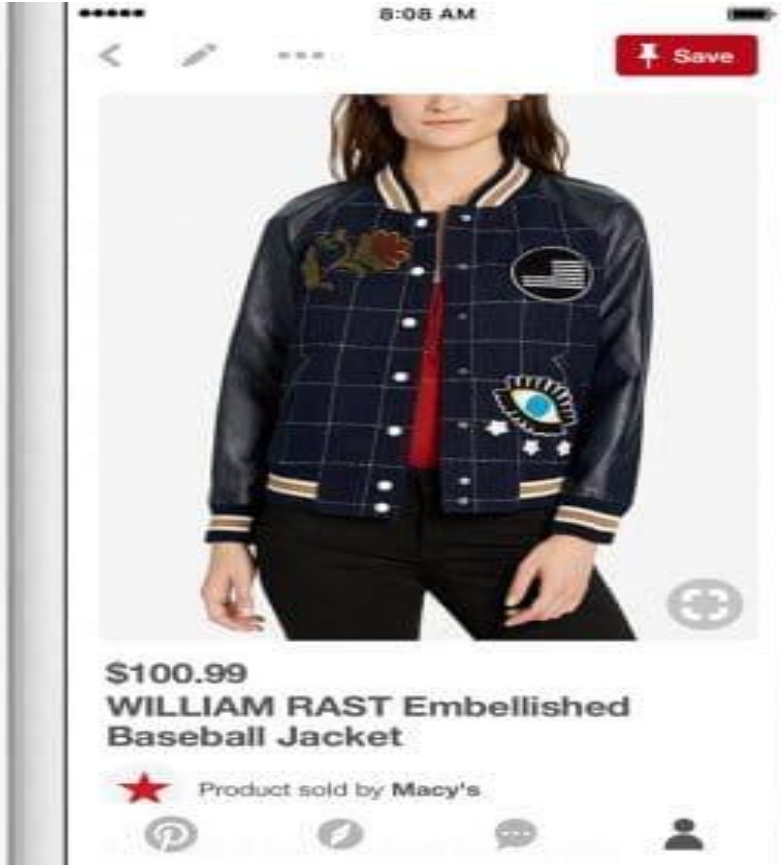 8:08 AM
Save
$100.99
WILLIAM RAST Embellished
Baseball Jacket
Product sold by Macy's